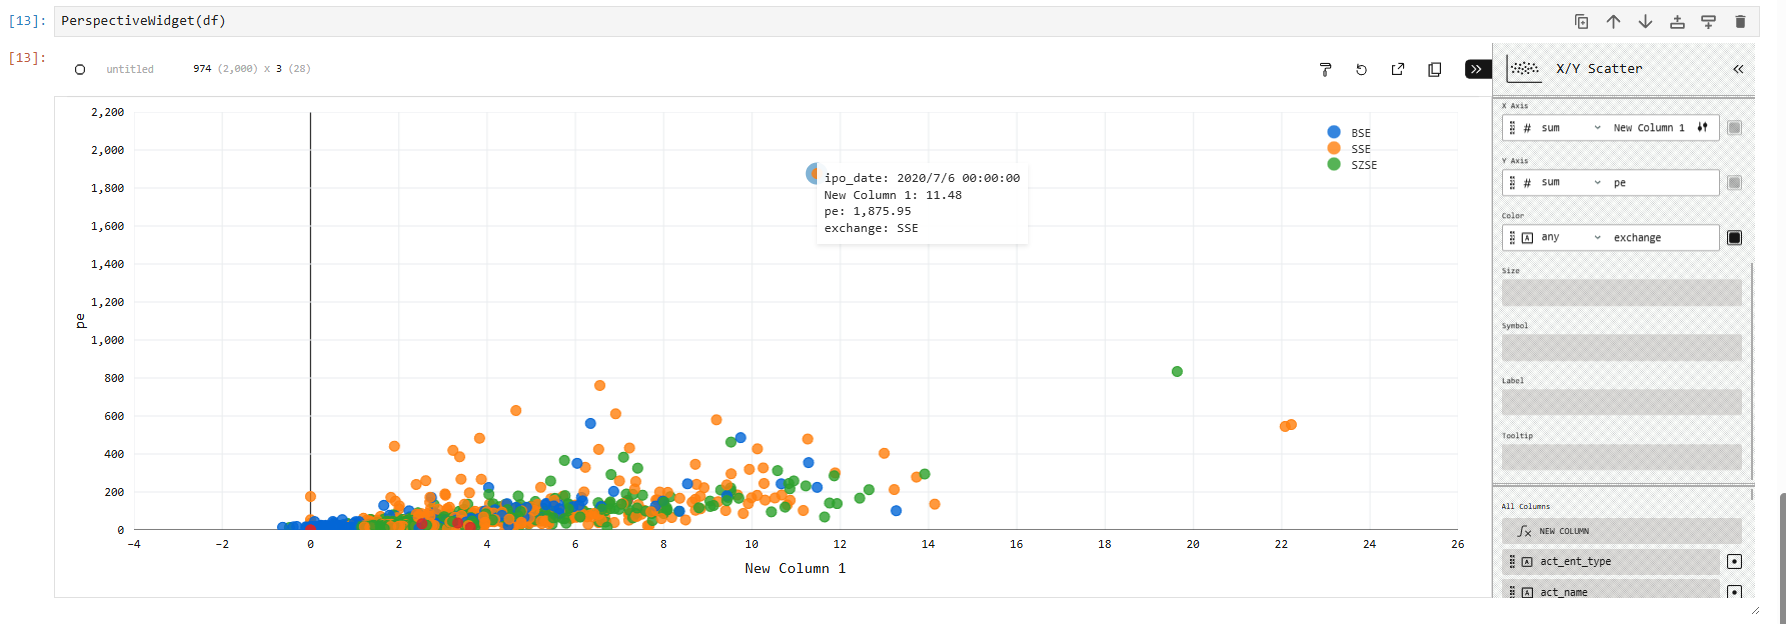 [13]: PerspectiveWidget(df)
[13]:
untitled 974 (2,000) x 3 (28)
X/Y Scatter
2,200
2,000
1,800
1,600
1,400
1,200
1,000
800
600
400
200
0
pe
-4 -2 0 2 4 6 8 10 12 14 16 18 20 22 24 26
New Column 1
BSE
SSE
SZSE
ipo_date: 2020/7/6 00:00:00
New Column 1: 11.48
pe: 1,875.95
exchange: SSE
X Axis
# sum New Column 1
Y Axis
# sum pe
Color
A any exchange
Size
Symbol
Label
Tooltip
All Columns
fx NEW COLUMN
A act_ent_type
A act_name